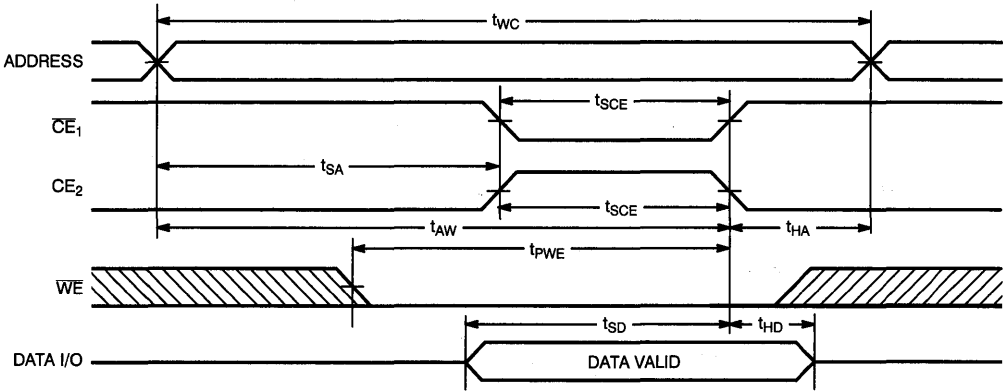 tWC
ADDRESS
tSCE
CE1
tSA
CE2
tSCE
tAW
tHA
tPWE
WE
tSD
tHD
DATA I/O
DATA VALID